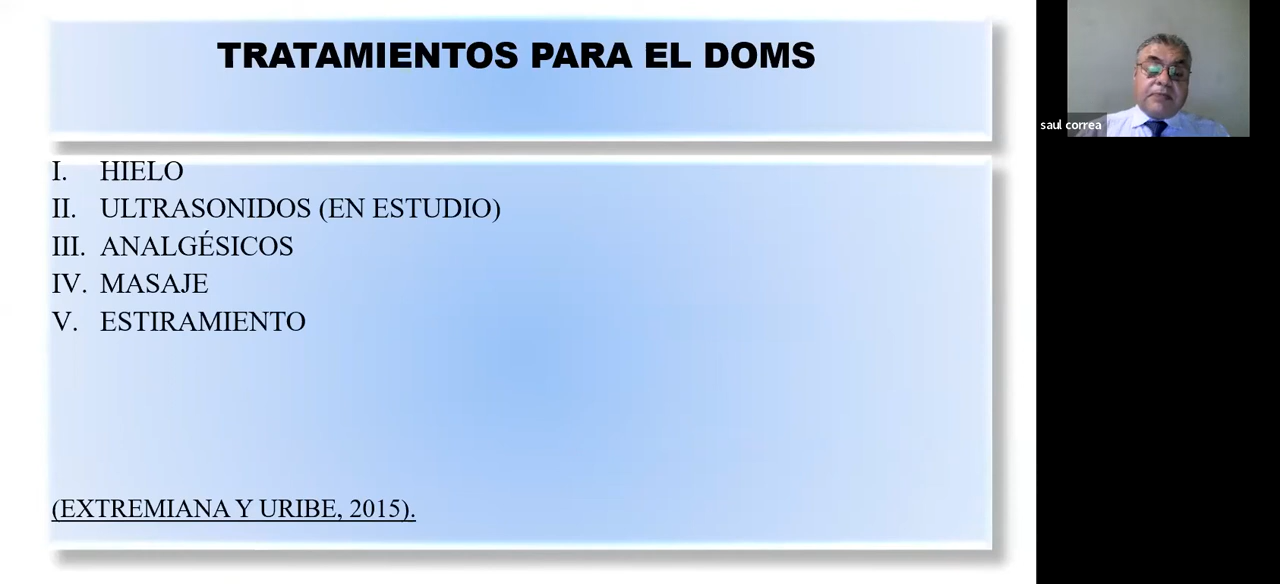 TRATAMIENTOS PARA EL DOMS
I. HIELO
II. ULTRASONIDOS (EN ESTUDIO)
III. ANALGÉSICOS
IV. MASAJE
V. ESTIRAMIENTO
(EXTREMIANA Y URIBE, 2015).
saul correa